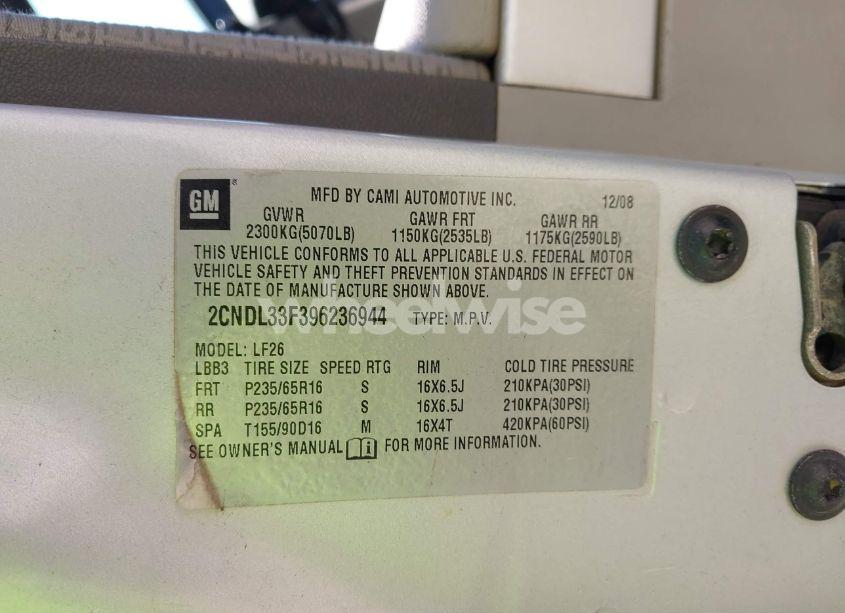 GM
MFD BY CAMI AUTOMOTIVE INC. 12/08
GVWR GAWR FRT GAWR RR
2300KG(5070LB) 1150KG(2535LB) 1175KG(2590LB)
THIS VEHICLE CONFORMS TO ALL APPLICABLE U.S. FEDERAL MOTOR
VEHICLE SAFETY AND THEFT PREVENTION STANDARDS IN EFFECT ON
THE DATE OF MANUFACTURE SHOWN ABOVE.
2CNDL33F396236944 TYPE: M.P.V.
wheelwise
MODEL: LF26
LBB3 TIRE SIZE SPEED RTG RIM COLD TIRE PRESSURE
FRT P235/65R16 S 16X6.5J 210KPA(30PSI)
RR P235/65R16 S 16X6.5J 210KPA(30PSI)
SPA T155/90D16 M 16X4T 420KPA(60PSI)
SEE OWNER'S MANUAL FOR MORE INFORMATION.